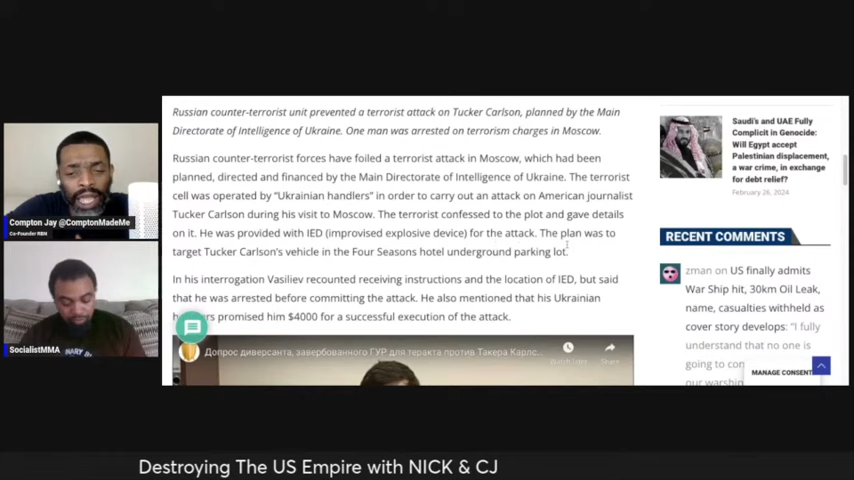 Russian counter-terrorist unit prevented a terrorist attack on Tucker Carlson, planned by the Main
Directorate of Intelligence of Ukraine. One man was arrested on terrorism charges in Moscow.
Russian counter-terrorist forces have foiled a terrorist attack in Moscow, which had been
planned, directed and financed by the Main Directorate of Intelligence of Ukraine. The terrorist
cell was operated by "Ukrainian handlers" in order to carry out an attack on American journalist
Tucker Carlson during his visit to Moscow. The terrorist confessed to the plot and gave details
on it. He was provided with IED (improvised explosive device) for the attack. The plan was to
target Tucker Carlson's vehicle in the Four Seasons hotel underground parking lot.
In his interrogation Vasiliev recounted receiving instructions and the location of IED, but said
that he was arrested before committing the attack. He also mentioned that his Ukrainian
promised him $4000 for a successful execution of the attack.
Допрос диверсанта, завербованного ГУР для теракта против Такера Карлс...
Watch later
Share
Saudi's and UAE Fully
Complicit in Genocide:
Will Egypt accept
Palestinian displacement,
a war crime, in exchange
for debt relief?
February 26, 2024
RECENT COMMENTS
zman on US finally admits
War Ship hit, 30km Oil Leak,
name, casualties withheld as
cover story develops: "I fully
understand that no one is
going to
our warship
MANAGE CONSENT
Compton Jay @ComptonMadeMe
Co-Founder RBN
SocialistMMA
Destroying The US Empire with NICK & CJ